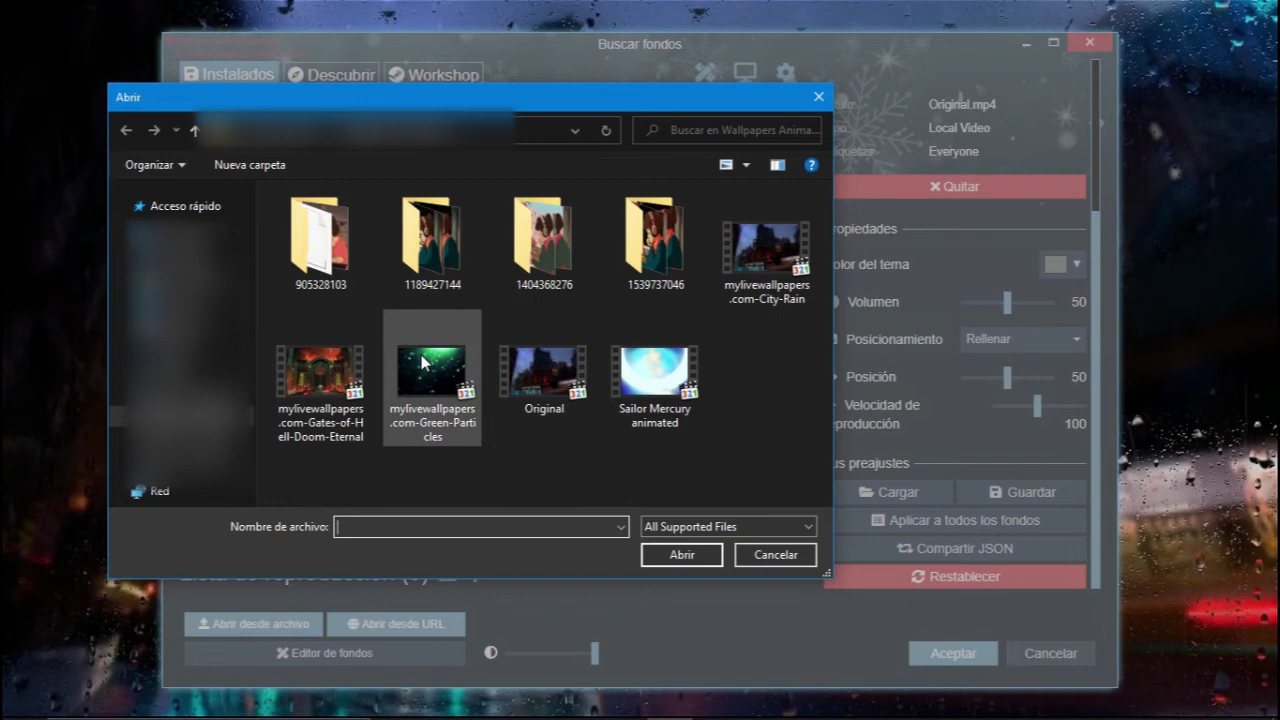 Buscar fondos
Instalados
Descubrir
Workshop
Abrir
Original.mp4
Buscar en Wallpapers Anima...
Local Video
Everyone
Organizar
Nueva carpeta
Quitar
Acceso rápido
905328103
1189427144
1404368276
1539737046
mylivewallpapers
.com-City-Rain
ropiedades
olor del tema
Volumen
50
Posicionamiento
Rellenar
Posición
50
Velocidad de
eproducción
100
mylivewallpapers
.com-Gates-of-H
ell-Doom-Eternal
mylivewallpapers
.com-Green-Parti
cles
Original
Sailor Mercury
animated
us preajustes
Red
Cargar
Guardar
Nombre de archivo:
All Supported Files
Aplicar a todos los fondos
Abrir
Cancelar
Compartir JSON
Restablecer
Abrir desde archivo
Abrir desde URL
Editor de fondos
Aceptar
Cancelar